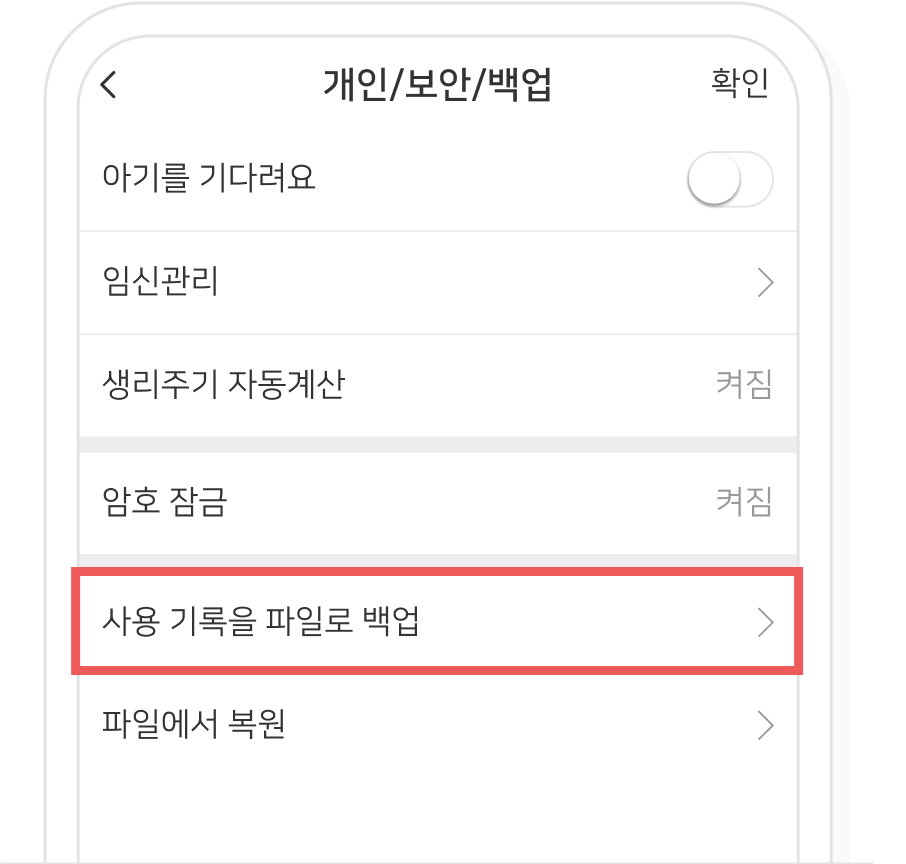 개인/보안/백업 확인
아기를 기다려요
임신관리
생리주기 자동계산 켜짐
암호 잠금 켜짐
사용 기록을 파일로 백업
파일에서 복원